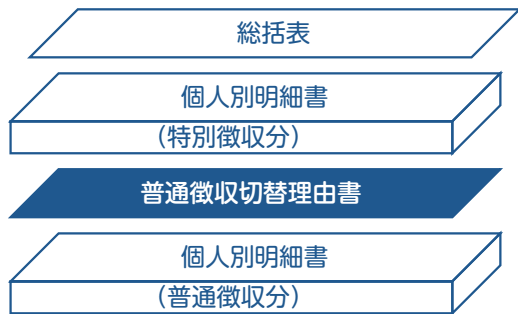 総括表
個人別明細書
（特別徴収分）
普通徴収切替理由書
個人別明細書
（普通徴収分）